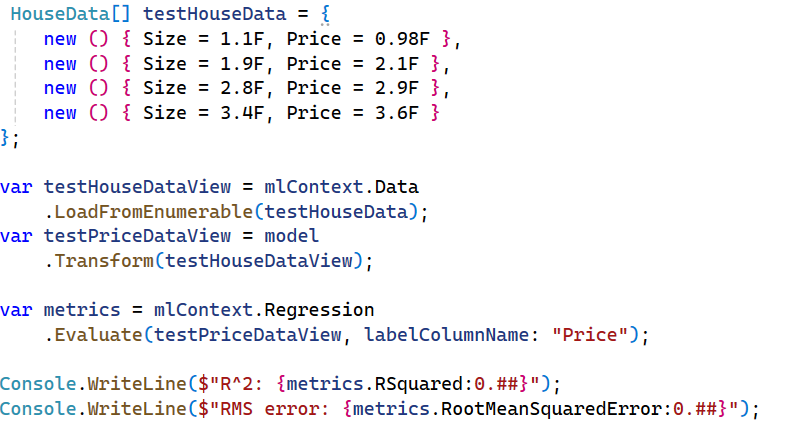 HouseData[] testHouseData = {
new () { Size = 1.1F, Price = 0.98F },
new () { Size = 1.9F, Price = 2.1F },
new () { Size = 2.8F, Price = 2.9F },
new () { Size = 3.4F, Price = 3.6F }
};
var testHouseDataView = mlContext.Data
.LoadFromEnumerable(testHouseData);
var testPriceDataView = model
.Transform(testHouseDataView);
var metrics = mlContext.Regression
.Evaluate(testPriceDataView, labelColumnName: "Price");
Console.WriteLine($"R^2: {metrics.RSquared:0.##}");
Console.WriteLine($"RMS error: {metrics.RootMeanSquaredError:0.##}");